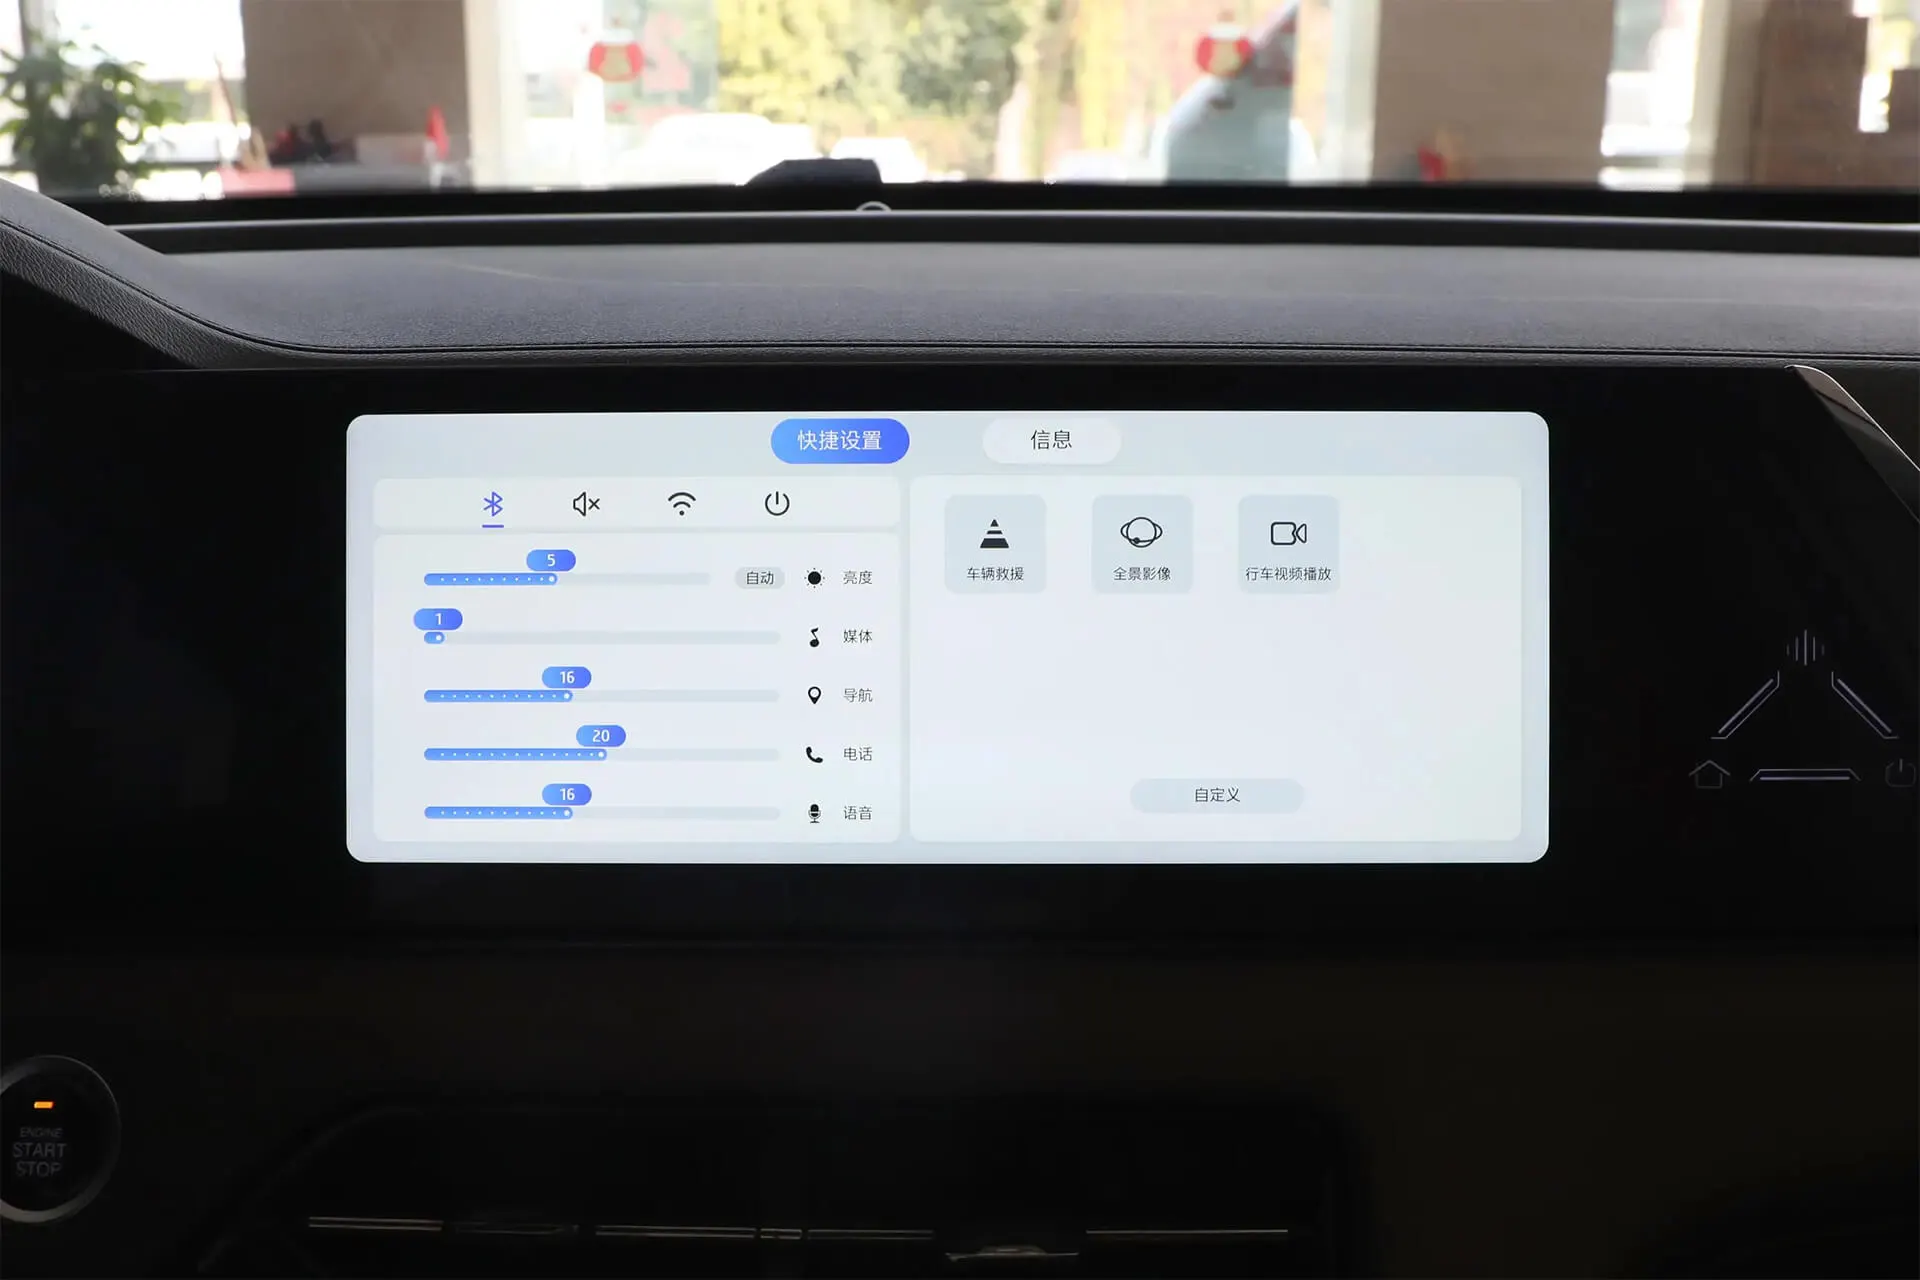 快捷设置
信息
5
自动
亮度
1
媒体
16
导航
20
电话
16
语音
车辆救援
全景影像
行车视频播放
自定义
ENGINE
START
STOP